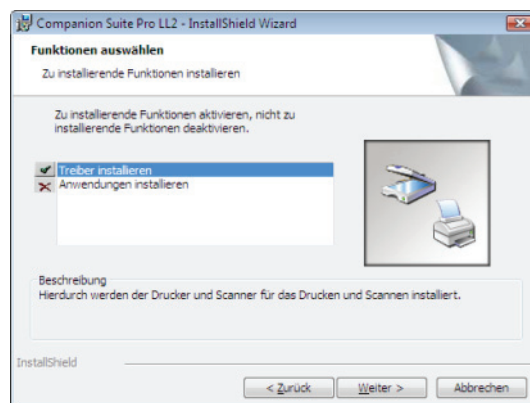 Companion Suite Pro LL2 - InstallShield Wizard
Funktionen auswählen
Zu installierende Funktionen installieren
Zu installierende Funktionen aktivieren, nicht zu
installierende Funktionen deaktivieren.
Treiber installieren
Anwendungen installieren
Beschreibung
Hierdurch werden der Drucker und Scanner für das Drucken und Scannen installiert.
InstallShield
< Zurück
Weiter >
Abbrechen